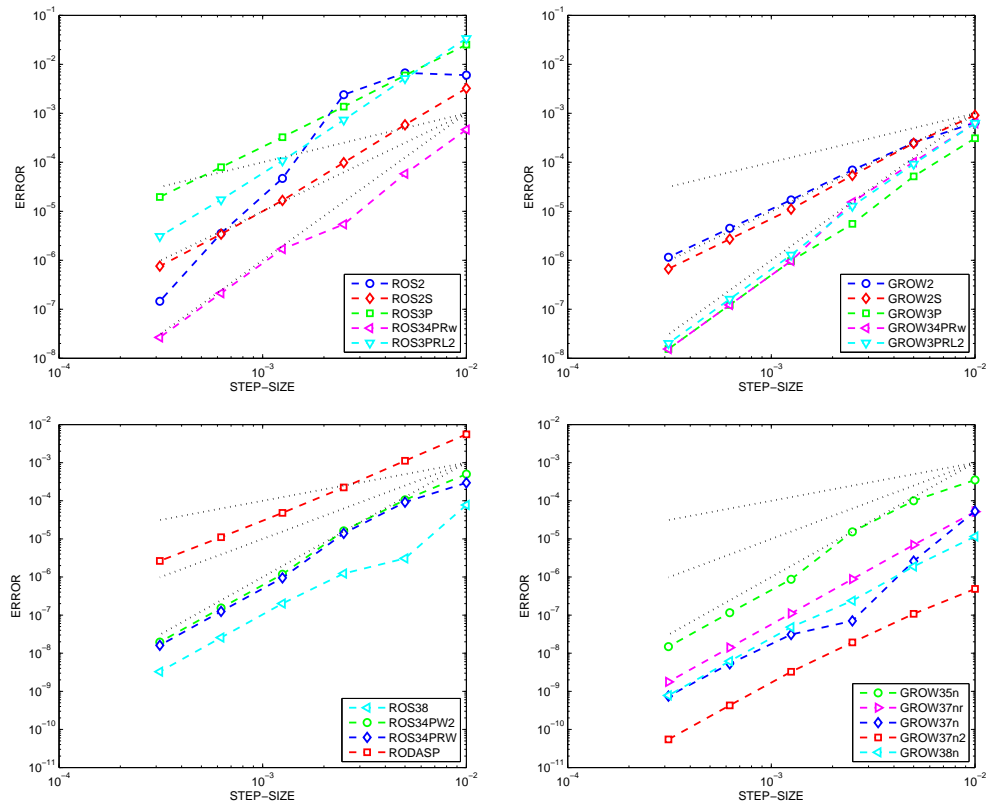 10^-1
10^-2
10^-3
10^-4
10^-5
10^-6
10^-7
10^-8
ERROR
10^-4
10^-3
10^-2
STEP-SIZE
ROS2
ROS2S
ROS3P
ROS34PRw
ROS3PRL2
10^-1
10^-2
10^-3
10^-4
10^-5
10^-6
10^-7
10^-8
ERROR
10^-4
10^-3
10^-2
STEP-SIZE
GROW2
GROW2S
GROW3P
GROW34PRw
GROW3PRL2
10^-2
10^-3
10^-4
10^-5
10^-6
10^-7
10^-8
10^-9
10^-10
10^-11
ERROR
10^-4
10^-3
10^-2
STEP-SIZE
ROS38
ROS34PW2
ROS34PRW
RODASP
10^-2
10^-3
10^-4
10^-5
10^-6
10^-7
10^-8
10^-9
10^-10
10^-11
ERROR
10^-4
10^-3
10^-2
STEP-SIZE
GROW35n
GROW37nr
GROW37n
GROW37n2
GROW38n